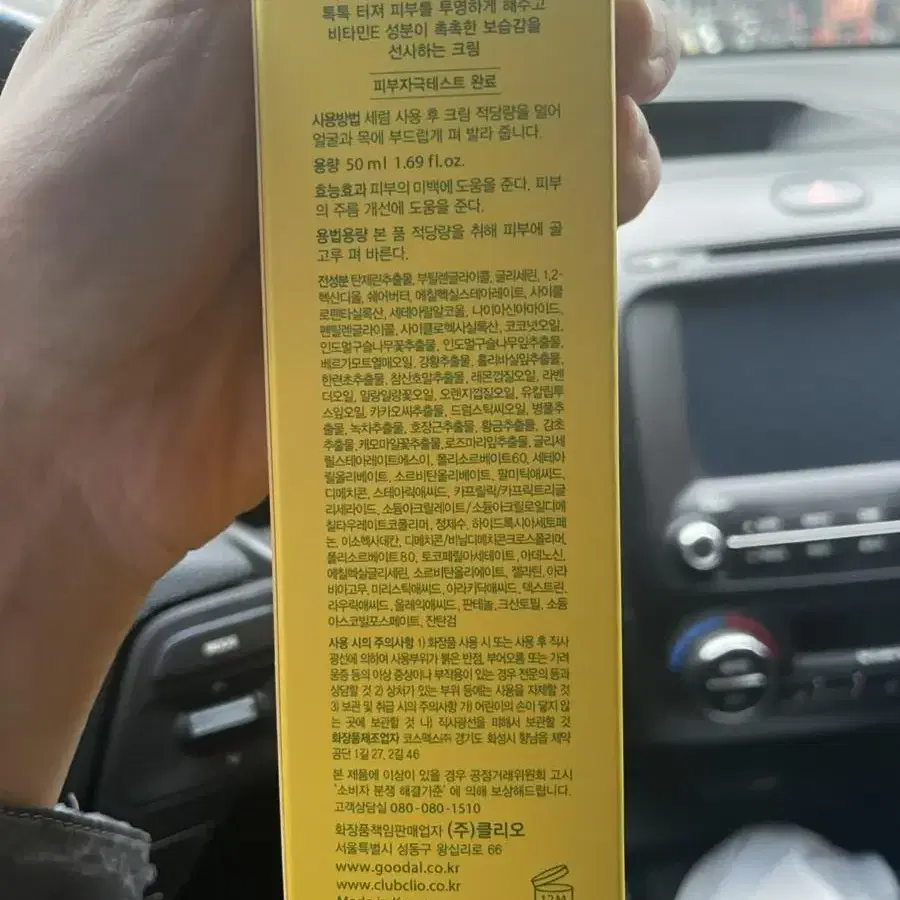 톡톡 터져 피부를 투명하게 해주고
비타민E 성분이 촉촉한 보습감을
선사하는 크림
피부자극테스트 완료
사용방법 세럼 사용 후 크림 적당량을 덜어
얼굴과 목에 부드럽게 펴 발라 줍니다.
용량 50 ml 1.69 fl.oz.
효능효과 피부의 미백에 도움을 준다. 피부
의 주름 개선에 도움을 준다.
용법용량 본 품 적당량을 취해 피부에 골
고루 펴 바른다.
전성분 탄제린추출물, 부틸렌글라이콜, 글리세린, 1,2-
헥산디올, 쉐어버터, 에칠헥실스테아레이트, 사이클
로펜타실록산, 세테아릴알코올, 나이아신아마이드,
펜틸렌글라이콜, 사이클로헥사실록산, 코코넛오일,
인도멀구슬나무꽃추출물, 인도멀구슬나무잎추출물,
베르가모트열매오일, 강황추출물, 홀리바질잎추출물,
한련초추출물, 참산호말추출물, 레몬껍질오일, 라벤
더오일, 일랑일랑꽃오일, 오렌지껍질오일, 유칼립투
스잎오일, 카카오씨추출물, 드럼스틱씨오일, 병풀추
출물, 녹차추출물, 호장근추출물, 황금추출물, 감초
추출물, 캐모마일꽃추출물, 로즈마리잎추출물, 글리세
릴스테아레이트에스이, 폴리소르베이트60, 세테아
릴올리베이트, 소르비탄올리베이트, 팔미틱애씨드,
디메치콘, 스테아릭애씨드, 카프릴릭/카프릭트리글
리세라이드, 소듐아크릴레이트/소듐아크릴로일디메
칠타우레이트코폴리머, 정제수, 하이드록시아세토페
논, 이소헥사데칸, 디메치콘/비닐디메치콘크로스폴리머,
폴리소르베이트80, 토코페릴아세테이트, 아데노신,
에칠헥실글리세린, 소르비탄올리에이트, 젤라틴, 아라
비아고무, 미리스틱애씨드, 아라키딕애씨드, 덱스트린,
라우릭애씨드, 올레익애씨드, 판테놀, 크산토필, 소듐
아스코빌포스페이트, 잔탄검
사용 시의 주의사항 1) 화장품 사용 시 또는 사용 후 직사
광선에 의하여 사용부위가 붉은 반점, 부어오름 또는 가려
움증 등의 이상 증상이나 부작용이 있는 경우 전문의 등과
상담할 것 2) 상처가 있는 부위 등에는 사용을 자제할 것
3) 보관 및 취급 시의 주의사항 가) 어린이의 손이 닿지 않
는 곳에 보관할 것 나) 직사광선을 피해서 보관할 것
화장품제조업자 코스맥스㈜ 경기도 화성시 향남읍 제약
공단 1길 27, 2길 46
본 제품에 이상이 있을 경우 공정거래위원회 고시
'소비자 분쟁 해결기준' 에 의해 보상해드립니다.
고객상담실 080-080-1510
화장품책임판매업자 (주)클리오
서울특별시 성동구 왕십리로 66
www.goodal.co.kr
www.clubclio.co.kr
12M